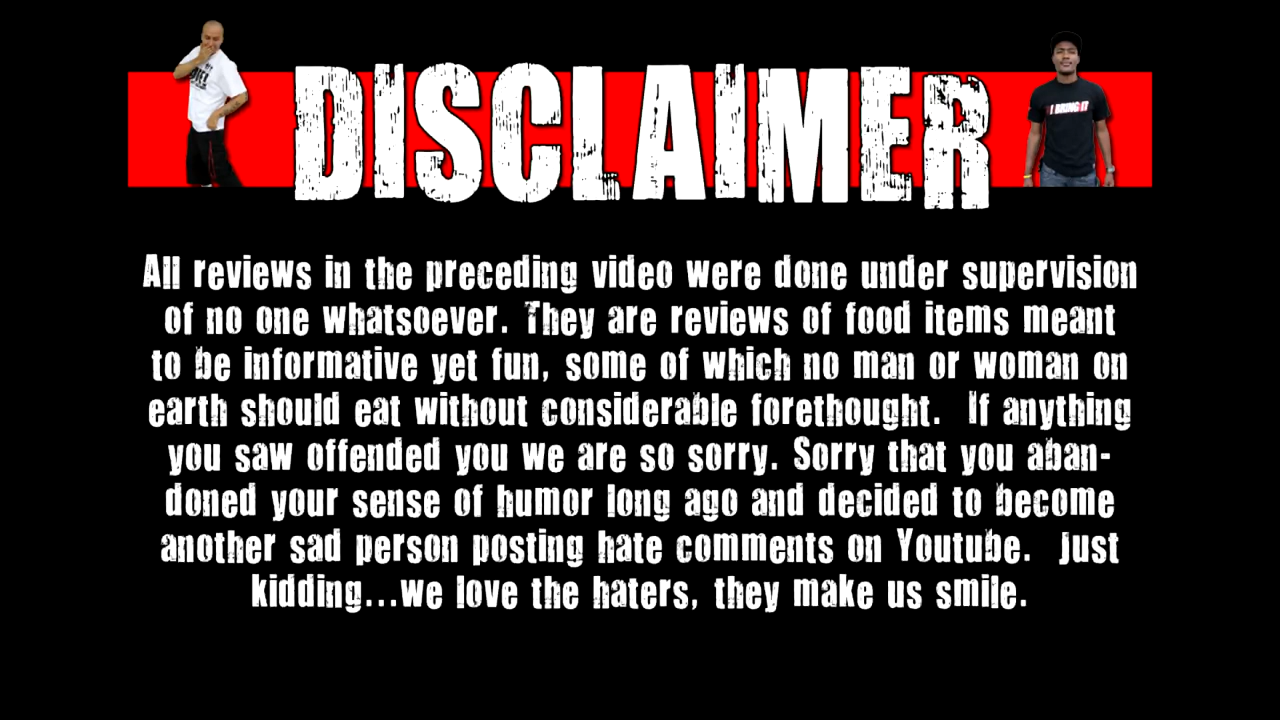 DISCLAIMER
I BRING IT
All reviews in the preceding video were done under supervision
of no one whatsoever. They are reviews of food items meant
to be informative yet fun, some of which no man or woman on
earth should eat without considerable forethought. If anything
you saw offended you we are so sorry. Sorry that you aban-
doned your sense of humor long ago and decided to become
another sad person posting hate comments on Youtube. Just
kidding...we love the haters, they make us smile.